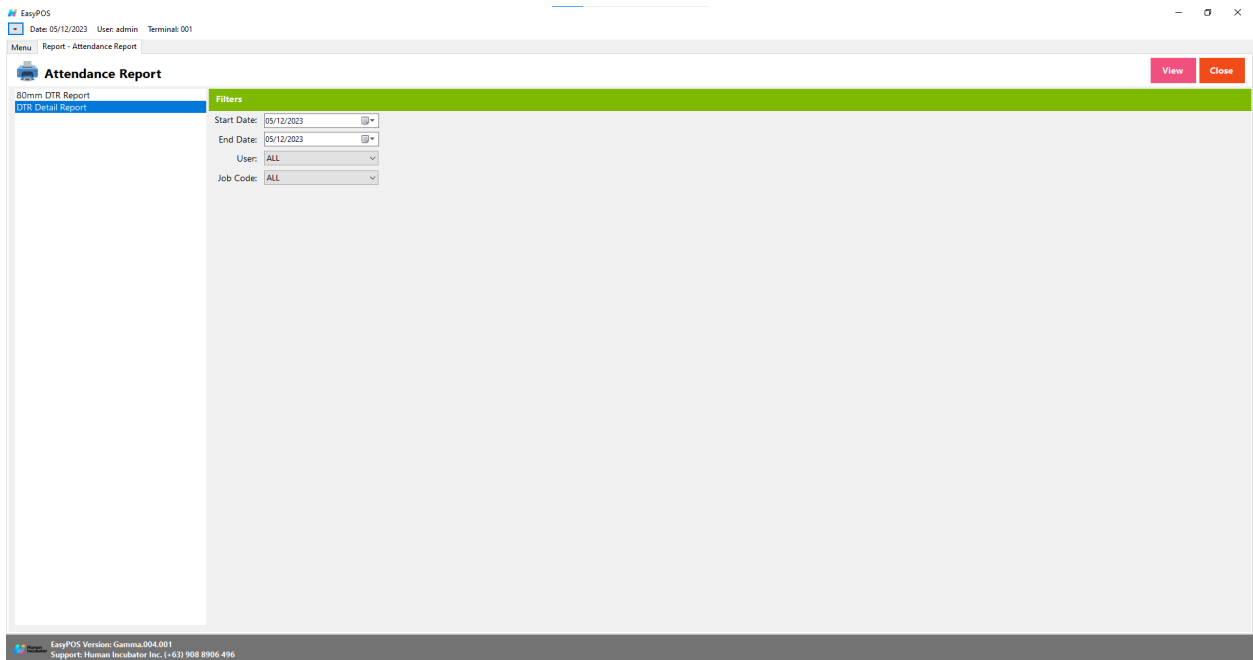 EasyPOS
Date: 05/12/2023 User: admin Terminal: 001
Menu Report - Attendance Report
Attendance Report
View Close
80mm DTR Report
DTR Detail Report
Filters
Start Date: 05/12/2023
End Date: 05/12/2023
User: ALL
Job Code: ALL
Human
Incubator
EasyPOS Version: Gamma.004.001
Support: Human Incubator Inc. (+63) 908 8906 496